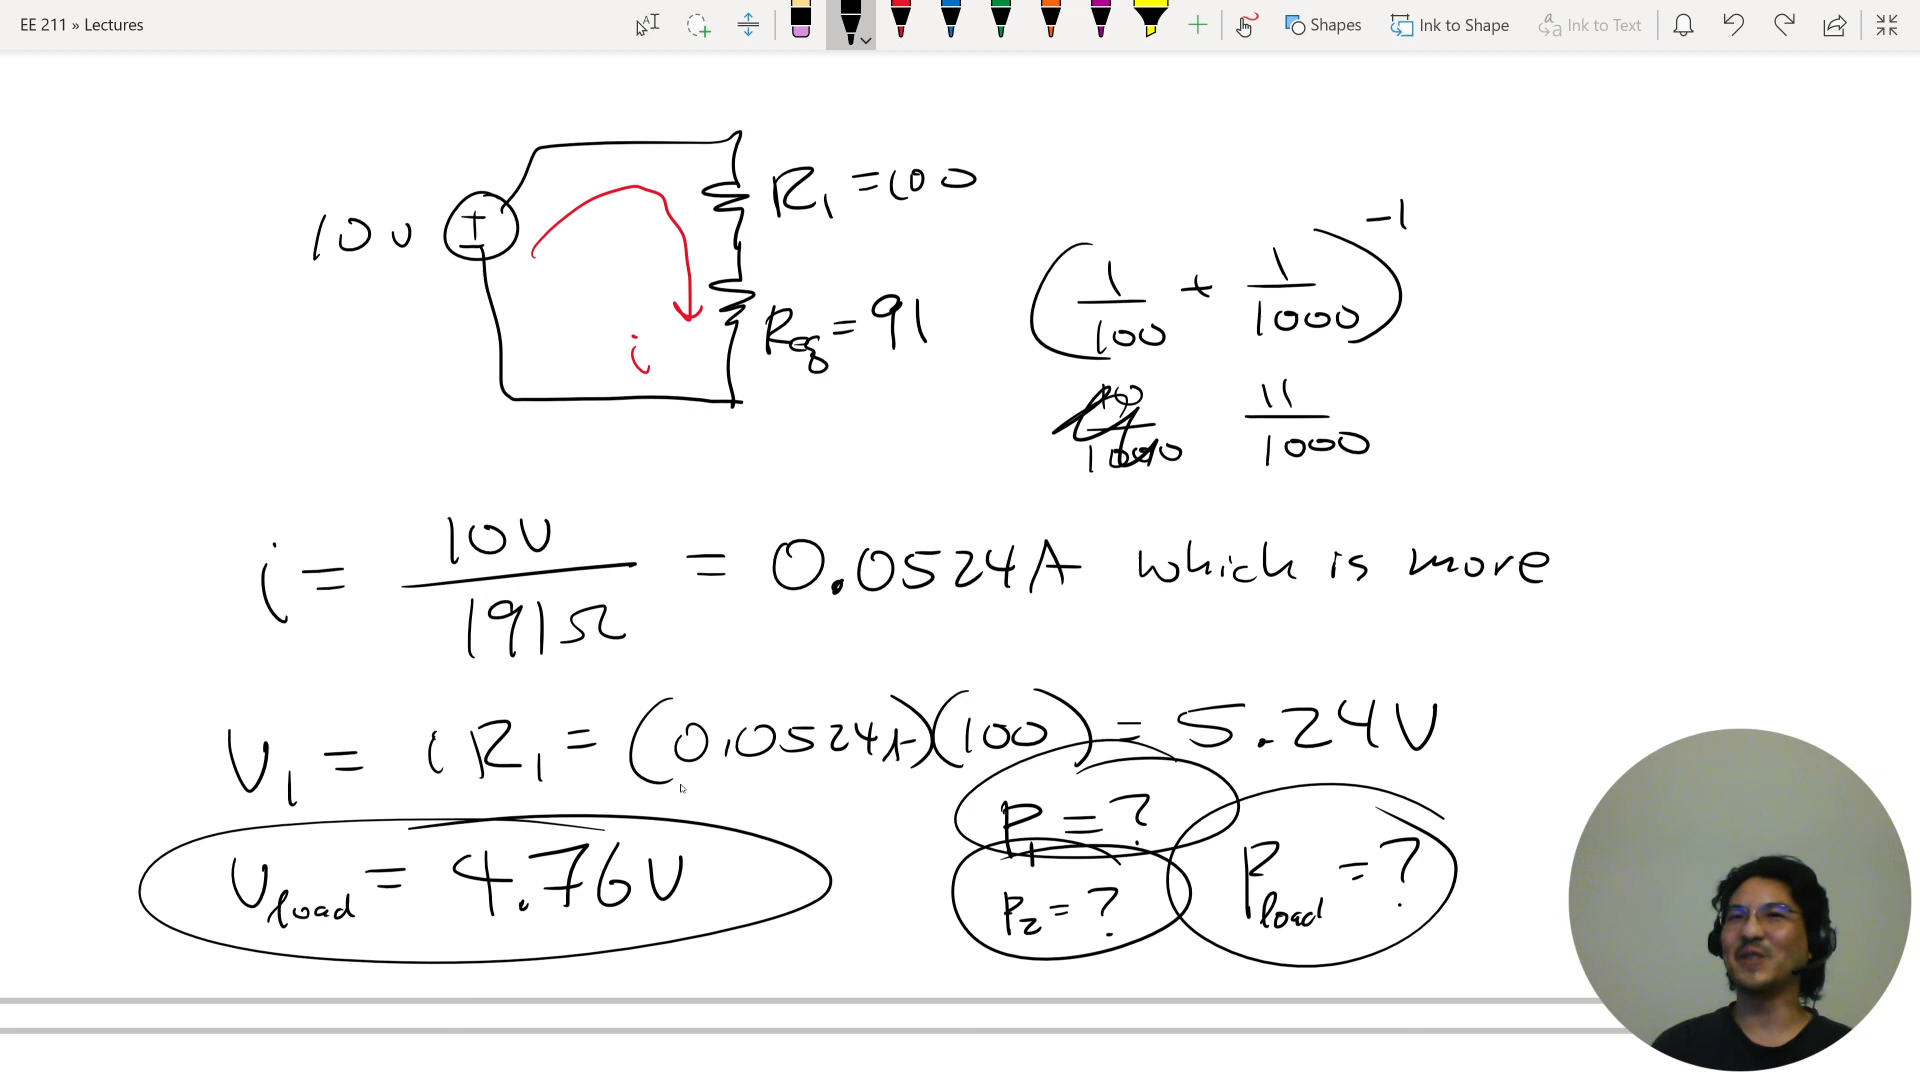 EE 211 » Lectures
Shapes
Ink to Shape
Ink to Text
10v
+
−
R₁ = 100
Req = 91
i
(1/100 + 1/1000)⁻¹
11/1000
i = 10V/191Ω = 0.0524A which is more
V₁ = iR₁ = (0.0524A)(100) = 5.24V
Vload = 4.76V
P₁ = ?
P₂ = ?
Pload = ?